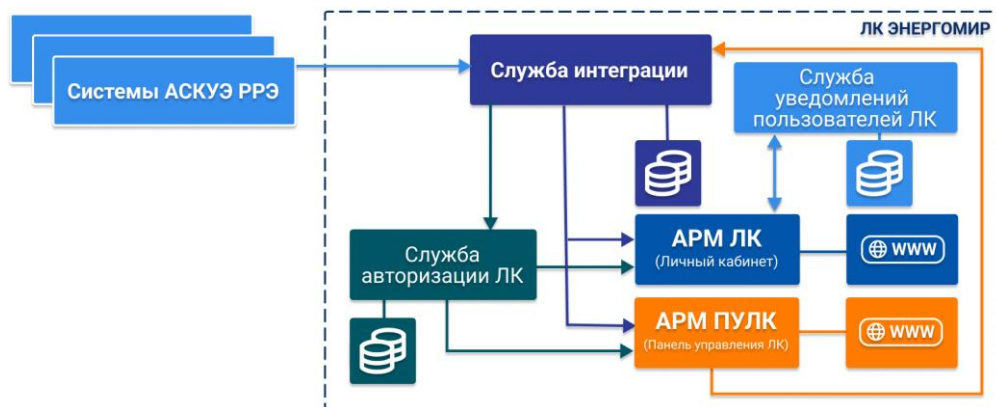 ЛК ЭНЕРГОМИР
Системы АСКУЭ РРЭ
Служба интеграции
Служба
уведомлений
пользователей ЛК
Служба
авторизации ЛК
АРМ ЛК
(Личный кабинет)
WWW
АРМ ПУЛК
(Панель управления ЛК)
WWW